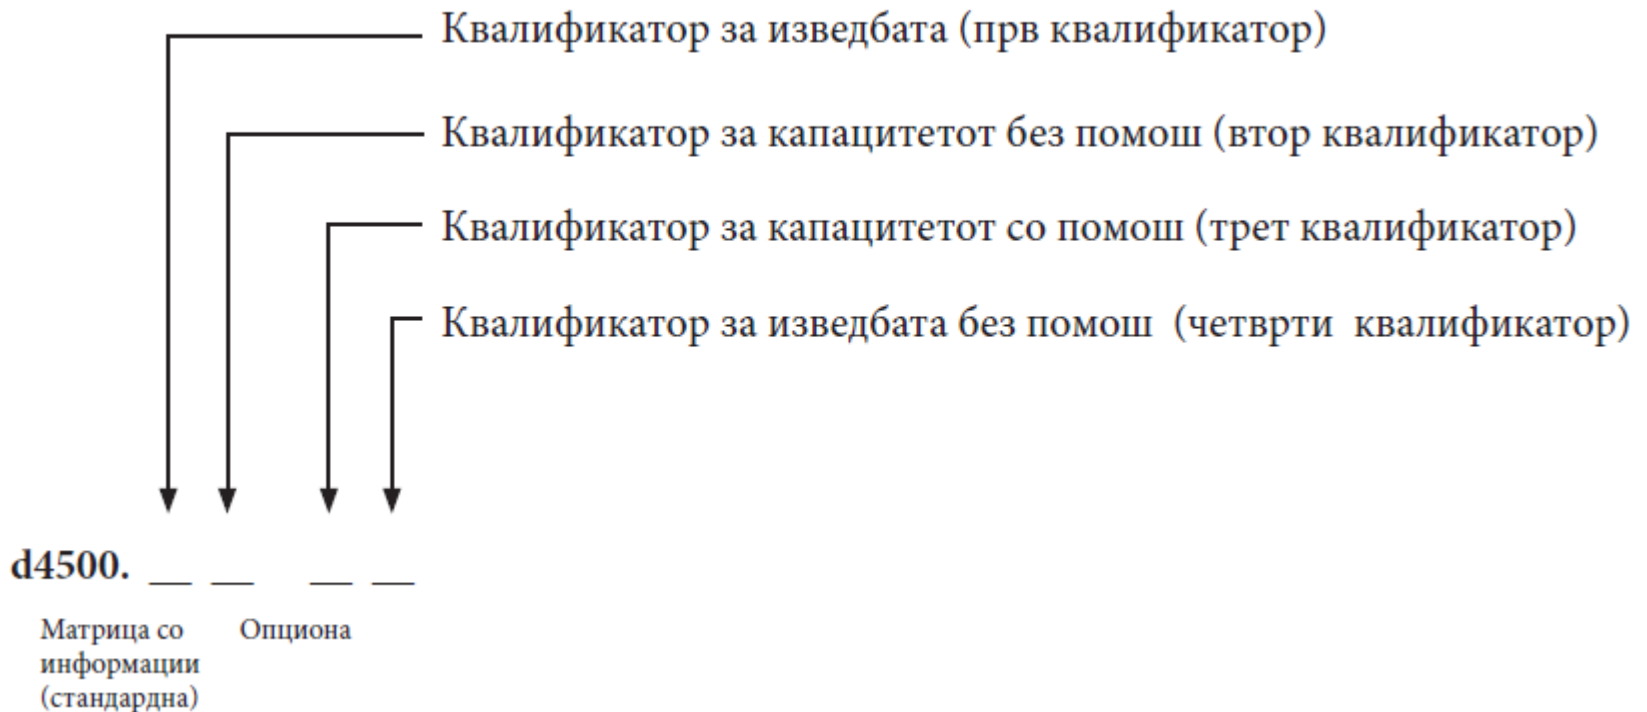 Квалификатор за изведбата (прв квалификатор)
Квалификатор за капацитетот без помош (втор квалификатор)
Квалификатор за капацитетот со помош (трет квалификатор)
Квалификатор за изведбата без помош (четврти квалификатор)
d4500. __ __ __ __
Матрица со
информации
(стандардна)
Опциона